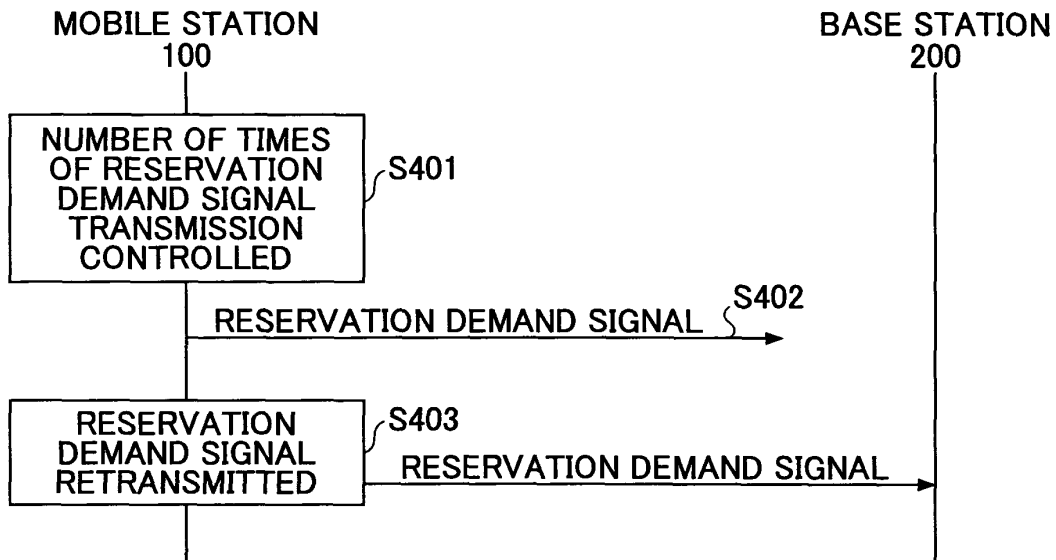 MOBILE STATION
100
BASE STATION
200
NUMBER OF TIMES
OF RESERVATION
DEMAND SIGNAL
TRANSMISSION
CONTROLLED
S401
S402
RESERVATION DEMAND SIGNAL
RESERVATION
DEMAND SIGNAL
RETRANSMITTED
S403
RESERVATION DEMAND SIGNAL